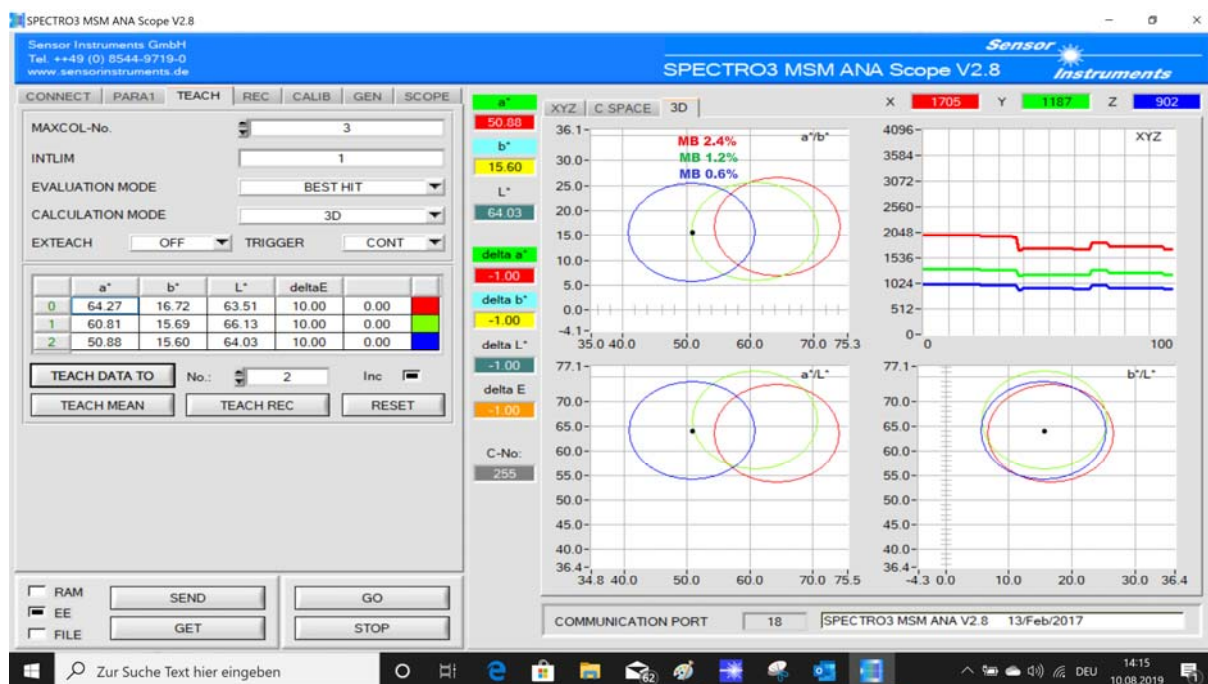 SPECTRO3 MSM ANA Scope V2.8
Sensor Instruments GmbH
Tel. ++49 (0) 8544-9719-0
www.sensorinstruments.de
SPECTRO3 MSM ANA Scope V2.8
Sensor
Instruments
CONNECT PARA1 TEACH REC CALIB GEN SCOPE
MAXCOL-No. 3
INTLIM 1
EVALUATION MODE BEST HIT
CALCULATION MODE 3D
EXTEACH OFF TRIGGER CONT
a* b* L* deltaE
0 64.27 16.72 63.51 10.00 0.00
1 60.81 15.69 66.13 10.00 0.00
2 50.88 15.60 64.03 10.00 0.00
TEACH DATA TO No.: 2 Inc
TEACH MEAN TEACH REC RESET
RAM
EE
FILE
SEND GO
GET STOP
a*
50.88
b*
15.60
L*
64.03
delta a*
-1.00
delta b*
-1.00
delta L*
-1.00
delta E
-1.00
C-No:
255
XYZ C SPACE 3D
X 1705 Y 1187 Z 902
a*/b*
MB 2.4%
MB 1.2%
MB 0.6%
36.1
30.0
25.0
20.0
15.0
10.0
5.0
0.0
-4.1
35.0 40.0 50.0 60.0 70.0 75.3
XYZ
4096
3584
3072
2560
2048
1536
1024
512
0
0 100
a*/L*
77.1
70.0
65.0
60.0
55.0
50.0
45.0
40.0
36.4
34.8 40.0 50.0 60.0 70.0 75.5
b*/L*
77.1
70.0
65.0
60.0
55.0
50.0
45.0
40.0
36.4
-4.3 0.0 10.0 20.0 30.0 36.4
COMMUNICATION PORT 18 SPECTRO3 MSM ANA V2.8 13/Feb/2017
Zur Suche Text hier eingeben
62
DEU
14:15
10.08.2019
1